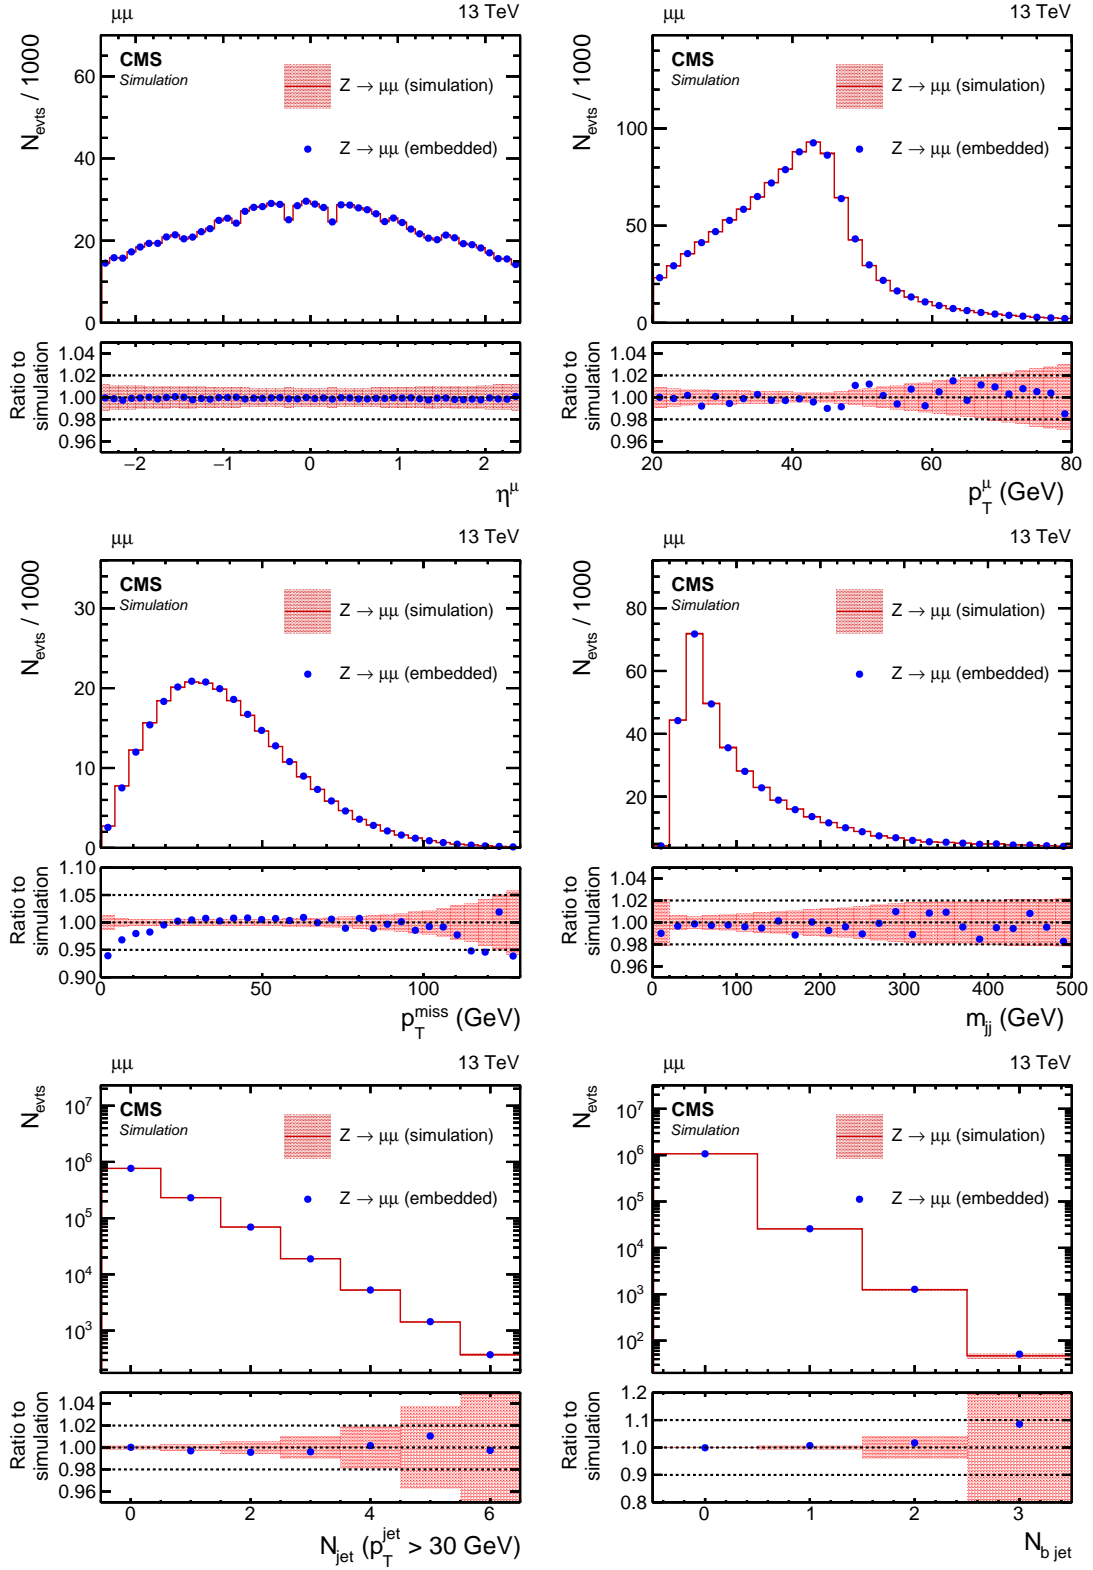 μμ 13 TeV
CMS
Simulation
Z → μμ (simulation)
Z → μμ (embedded)
N_evts / 1000
60
40
20
0
Ratio to simulation
1.04
1.02
1.00
0.98
0.96
−2 −1 0 1 2
η^μ
μμ 13 TeV
CMS
Simulation
Z → μμ (simulation)
Z → μμ (embedded)
N_evts / 1000
100
50
0
Ratio to simulation
1.04
1.02
1.00
0.98
0.96
20 40 60 80
p_T^μ (GeV)
μμ 13 TeV
CMS
Simulation
Z → μμ (simulation)
Z → μμ (embedded)
N_evts / 1000
30
20
10
0
Ratio to simulation
1.10
1.05
1.00
0.95
0.90
0 50 100
p_T^miss (GeV)
μμ 13 TeV
CMS
Simulation
Z → μμ (simulation)
Z → μμ (embedded)
N_evts / 1000
80
60
40
20
Ratio to simulation
1.04
1.02
1.00
0.98
0.96
0 100 200 300 400 500
m_jj (GeV)
μμ 13 TeV
CMS
Simulation
Z → μμ (simulation)
Z → μμ (embedded)
N_evts
10^7
10^6
10^5
10^4
10^3
Ratio to simulation
1.04
1.02
1.00
0.98
0.96
0 2 4 6
N_jet (p_T^jet > 30 GeV)
μμ 13 TeV
CMS
Simulation
Z → μμ (simulation)
Z → μμ (embedded)
N_evts
10^7
10^6
10^5
10^4
10^3
10^2
Ratio to simulation
1.2
1.1
1.0
0.9
0.8
0 1 2 3
N_b jet